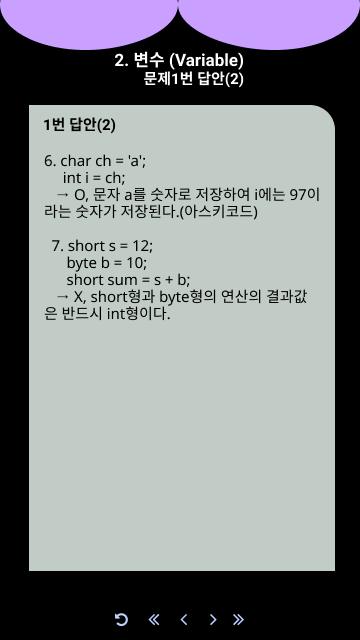 2. 변수 (Variable)
문제1번 답안(2)
1번 답안(2)
6. char ch = 'a';
int i = ch;
→ O, 문자 a를 숫자로 저장하여 i에는 97이
라는 숫자가 저장된다.(아스키코드)
7. short s = 12;
byte b = 10;
short sum = s + b;
→ X, short형과 byte형의 연산의 결과값
은 반드시 int형이다.